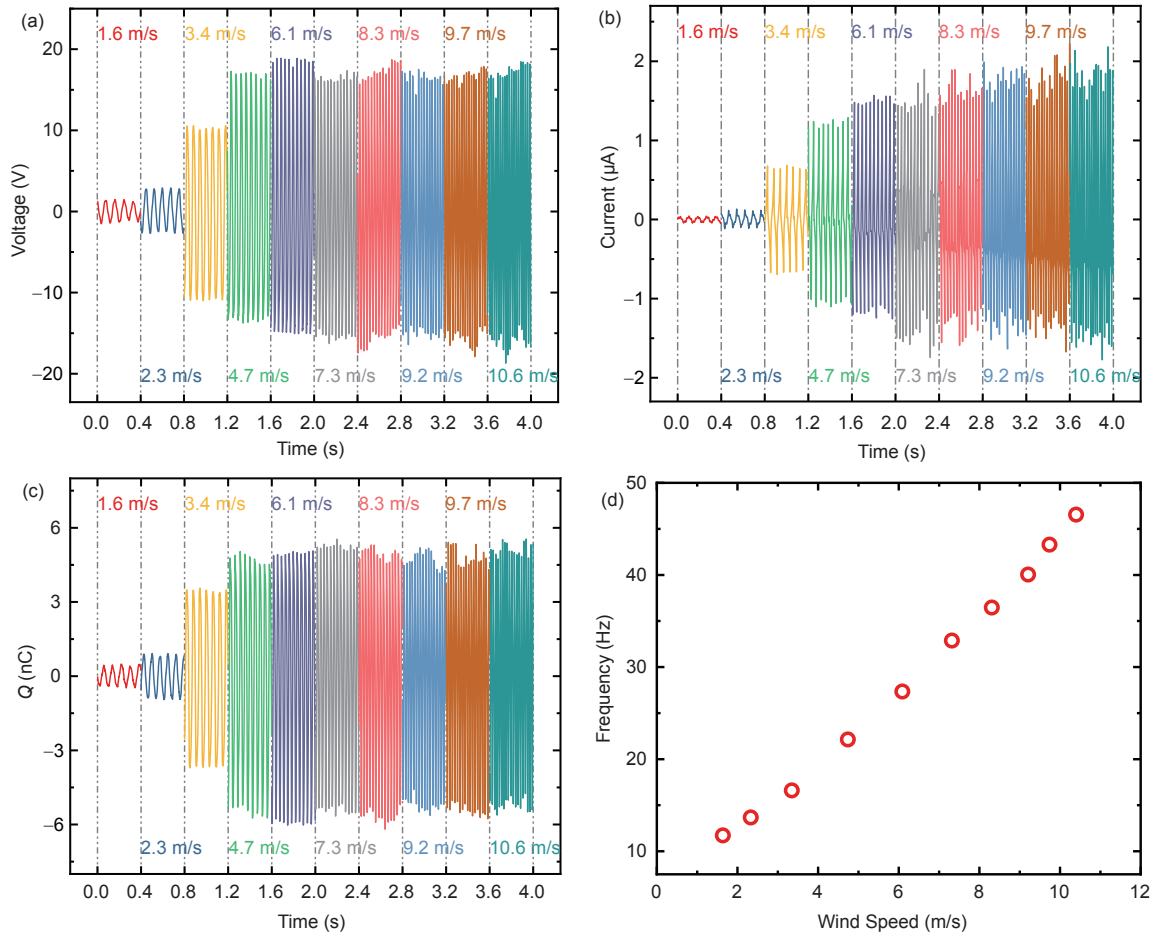 (a)
1.6 m/s 3.4 m/s 6.1 m/s 8.3 m/s 9.7 m/s
20
10
0
–10
–20
Voltage (V)
2.3 m/s 4.7 m/s 7.3 m/s 9.2 m/s 10.6 m/s
0.0 0.4 0.8 1.2 1.6 2.0 2.4 2.8 3.2 3.6 4.0
Time (s)
(b)
1.6 m/s 3.4 m/s 6.1 m/s 8.3 m/s 9.7 m/s
2
1
0
–1
–2
Current (μA)
2.3 m/s 4.7 m/s 7.3 m/s 9.2 m/s 10.6 m/s
0.0 0.4 0.8 1.2 1.6 2.0 2.4 2.8 3.2 3.6 4.0
Time (s)
(c)
1.6 m/s 3.4 m/s 6.1 m/s 8.3 m/s 9.7 m/s
6
3
0
–3
–6
Q (nC)
2.3 m/s 4.7 m/s 7.3 m/s 9.2 m/s 10.6 m/s
0.0 0.4 0.8 1.2 1.6 2.0 2.4 2.8 3.2 3.6 4.0
Time (s)
(d)
50
40
30
20
10
Frequency (Hz)
0 2 4 6 8 10 12
Wind Speed (m/s)